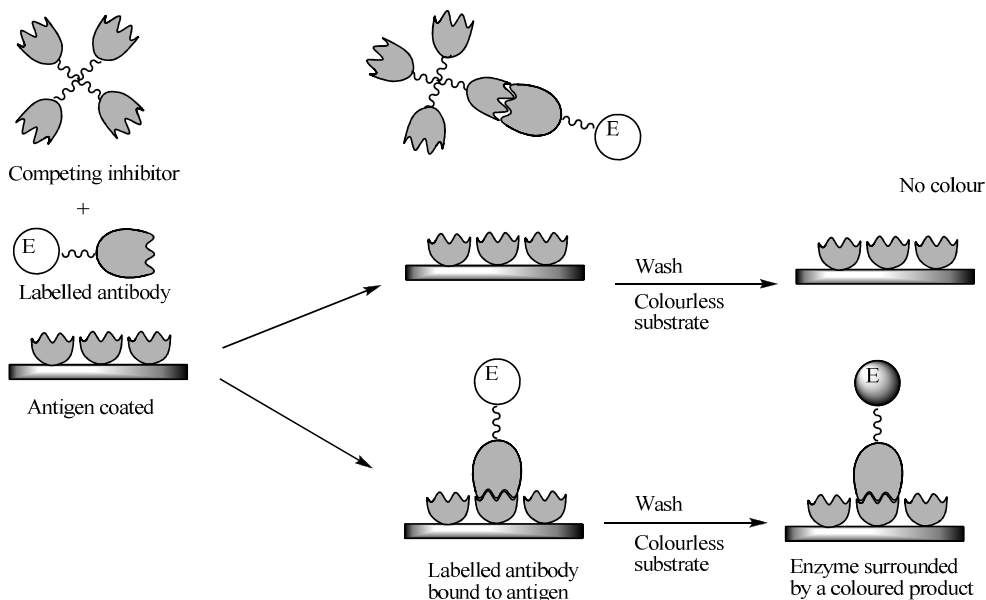 Competing inhibitor
+
E
Labelled antibody
Antigen coated
E
Wash
Colourless
substrate
No colour
E
Labelled antibody
bound to antigen
Wash
Colourless
substrate
E
Enzyme surrounded
by a coloured product